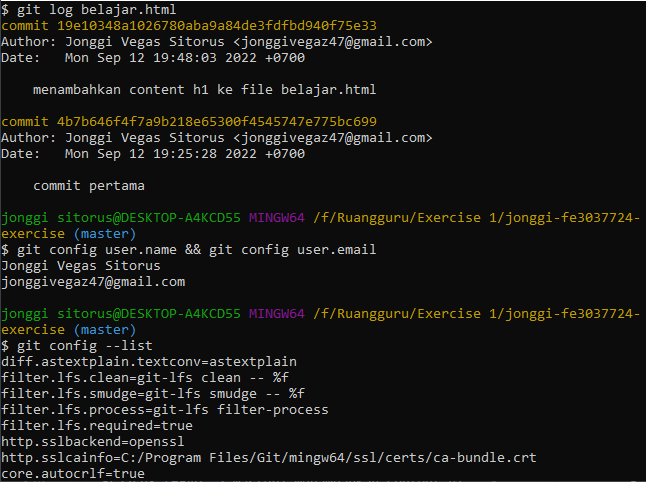 $ git log belajar.html
commit 19e10348a1026780aba9a84de3fdfbd940f75e33
Author: Jonggi Vegas Sitorus <jonggivegaz47@gmail.com>
Date:   Mon Sep 12 19:48:03 2022 +0700
    menambahkan content h1 ke file belajar.html
commit 4b7b646f4f7a9b218e65300f4545747e775bc699
Author: Jonggi Vegas Sitorus <jonggivegaz47@gmail.com>
Date:   Mon Sep 12 19:25:28 2022 +0700
    commit pertama
jonggi sitorus@DESKTOP-A4KCD55 MINGW64 /f/Ruangguru/Exercise 1/jonggi-fe3037724-
exercise (master)
$ git config user.name && git config user.email
Jonggi Vegas Sitorus
jonggivegaz47@gmail.com
jonggi sitorus@DESKTOP-A4KCD55 MINGW64 /f/Ruangguru/Exercise 1/jonggi-fe3037724-
exercise (master)
$ git config --list
diff.astextplain.textconv=astextplain
filter.lfs.clean=git-lfs clean -- %f
filter.lfs.smudge=git-lfs smudge -- %f
filter.lfs.process=git-lfs filter-process
filter.lfs.required=true
http.sslbackend=openssl
http.sslcainfo=C:/Program Files/Git/mingw64/ssl/certs/ca-bundle.crt
core.autocrlf=true